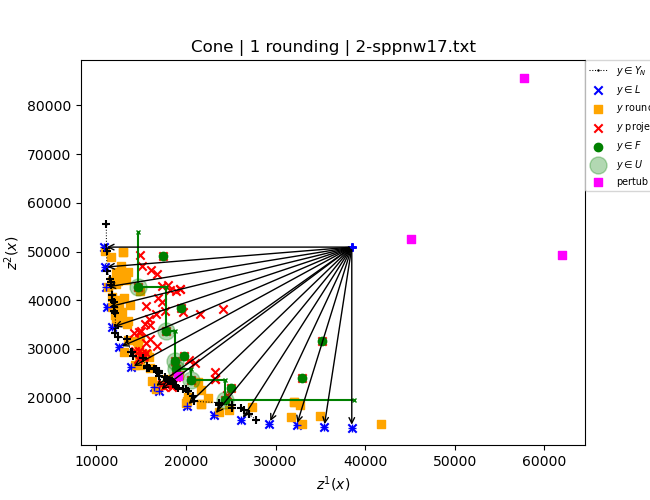 Cone | 1 rounding | 2-sppnw17.txt
z²(x)
80000
70000
60000
50000
40000
30000
20000
10000 20000 30000 40000 50000 60000
z¹(x)
y ∈ Y_N
y ∈ L
y roun
y proje
y ∈ F
y ∈ U
pertub